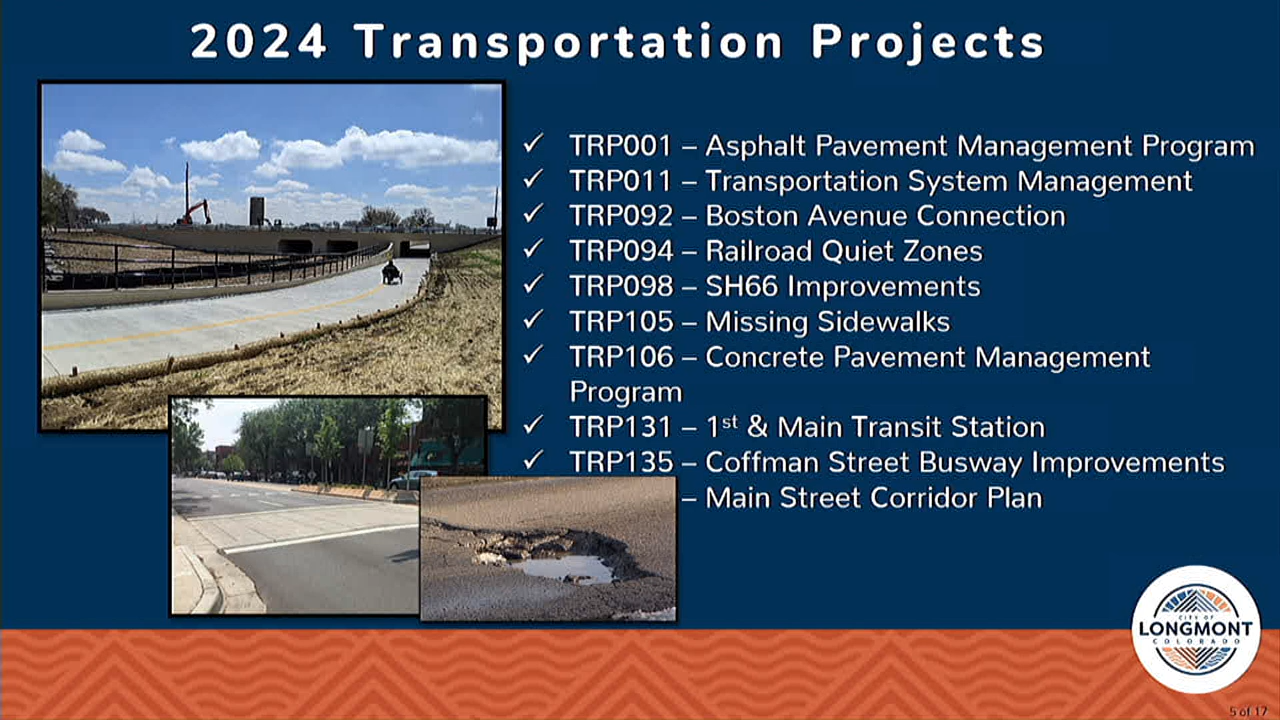 2024 Transportation Projects
✓ TRP001 – Asphalt Pavement Management Program
✓ TRP011 – Transportation System Management
✓ TRP092 – Boston Avenue Connection
✓ TRP094 – Railroad Quiet Zones
✓ TRP098 – SH66 Improvements
✓ TRP105 – Missing Sidewalks
✓ TRP106 – Concrete Pavement Management
Program
✓ TRP131 – 1st & Main Transit Station
✓ TRP135 – Coffman Street Busway Improvements
– Main Street Corridor Plan
CITY OF
LONGMONT
COLORADO
5 of 17